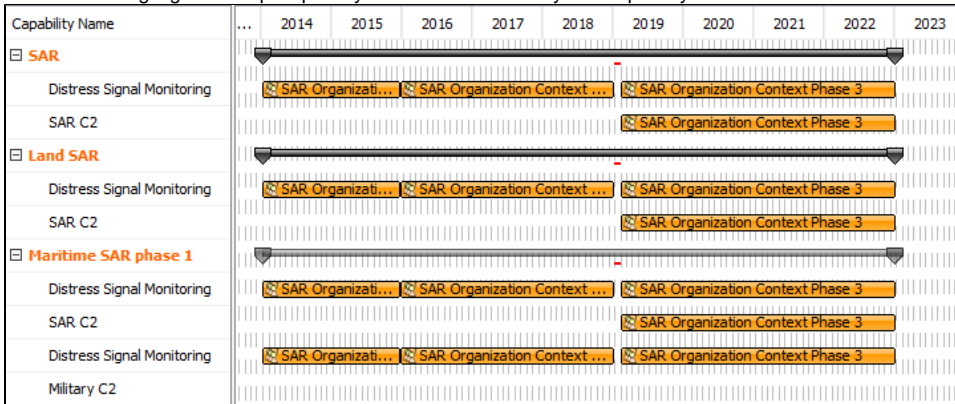 Capability Name ... 2014 2015 2016 2017 2018 2019 2020 2021 2022 2023
SAR
Distress Signal Monitoring SAR Organizati... SAR Organization Context ... SAR Organization Context Phase 3
SAR C2 SAR Organization Context Phase 3
Land SAR
Distress Signal Monitoring SAR Organizati... SAR Organization Context ... SAR Organization Context Phase 3
SAR C2 SAR Organization Context Phase 3
Maritime SAR phase 1
Distress Signal Monitoring SAR Organizati... SAR Organization Context ... SAR Organization Context Phase 3
SAR C2 SAR Organization Context Phase 3
Distress Signal Monitoring SAR Organizati... SAR Organization Context ... SAR Organization Context Phase 3
Military C2